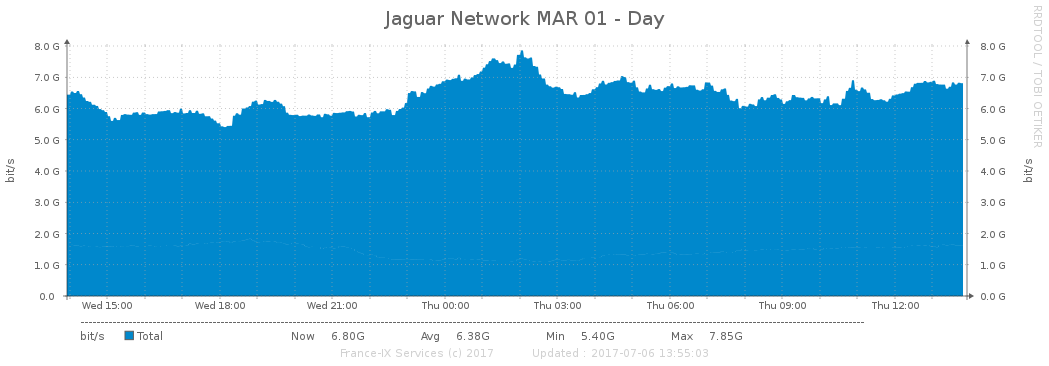 Jaguar Network MAR 01 - Day
RRDTOOL / TOBI OETIKER
8.0 G 8.0 G
7.0 G 7.0 G
6.0 G 6.0 G
5.0 G 5.0 G
4.0 G 4.0 G
3.0 G 3.0 G
2.0 G 2.0 G
1.0 G 1.0 G
0.0 0.0 G
bit/s
bit/s
Wed 15:00 Wed 18:00 Wed 21:00 Thu 00:00 Thu 03:00 Thu 06:00 Thu 09:00 Thu 12:00
bit/s Total Now 6.80G Avg 6.38G Min 5.40G Max 7.85G
France-IX Services (c) 2017 Updated : 2017-07-06 13:55:03